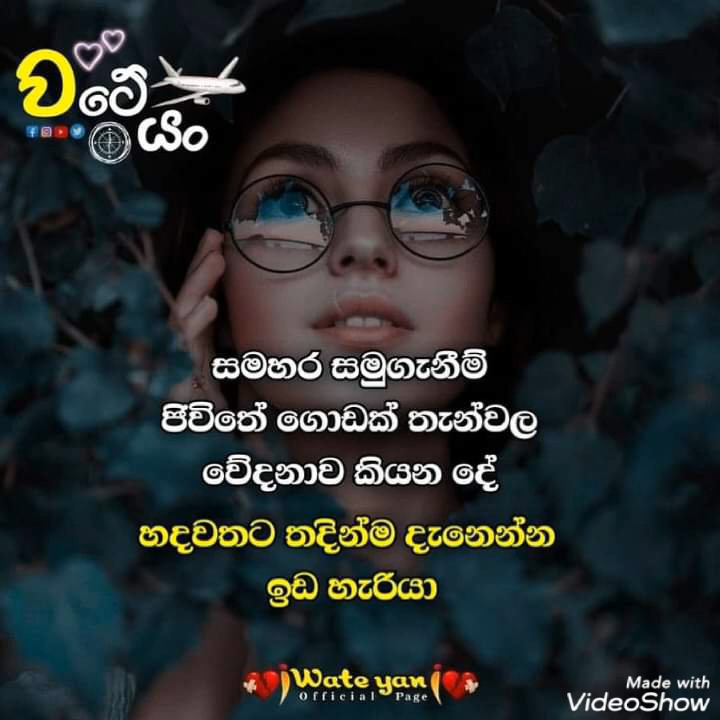 වටේ
යං
සමහර සමුගැනීම්
ජීවිතේ ගොඩක් තැන්වල
වේදනාව කියන දේ
හදවතට තදින්ම දැනෙන්න
ඉඩ හැරියා
Wate yan
Official Page
Made with
VideoShow